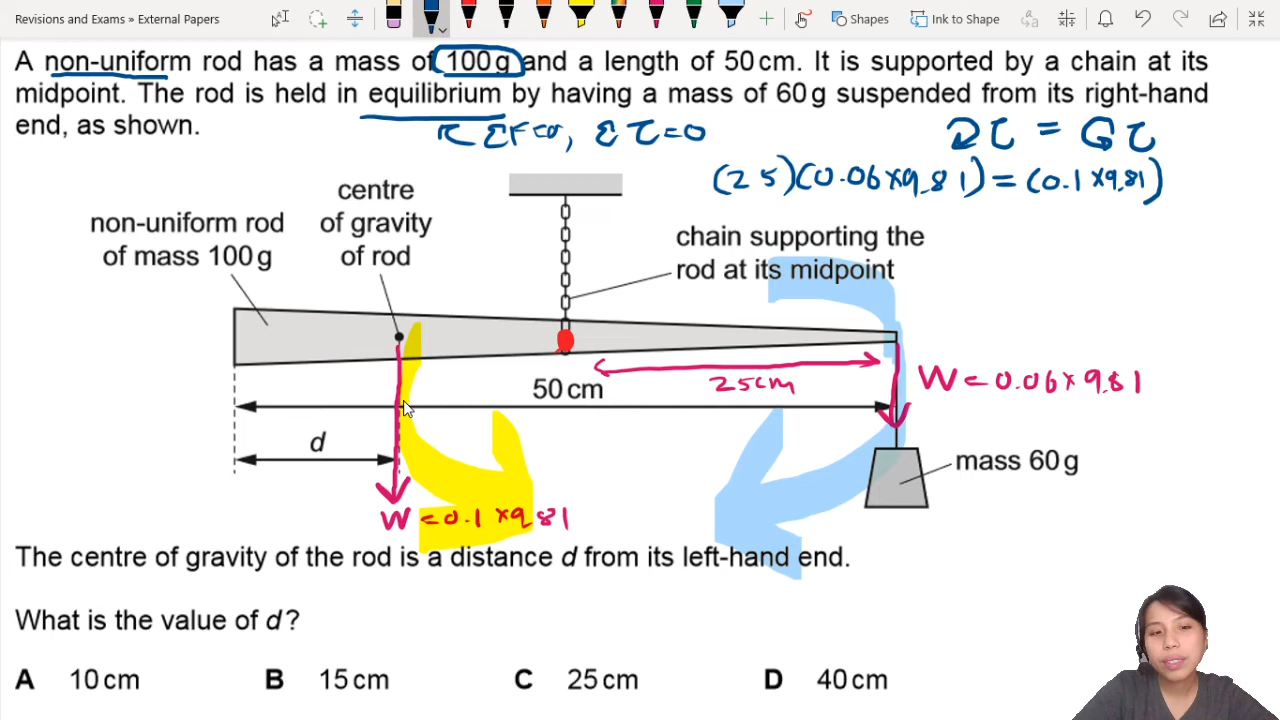 Revisions and Exams » External Papers
Shapes
Ink to Shape
A non-uniform rod has a mass of 100 g and a length of 50 cm. It is supported by a chain at its
midpoint. The rod is held in equilibrium by having a mass of 60 g suspended from its right-hand
end, as shown.
ΣF=0, Στ=0
τ = τ
(25)(0.06×9.81)=(0.1×9.81)
centre
of gravity
of rod
non-uniform rod
of mass 100 g
chain supporting the
rod at its midpoint
25cm
50 cm
W=0.06×9.81
d
mass 60 g
W=0.1×9.81
The centre of gravity of the rod is a distance d from its left-hand end.
What is the value of d?
A 10 cm B 15 cm C 25 cm D 40 cm